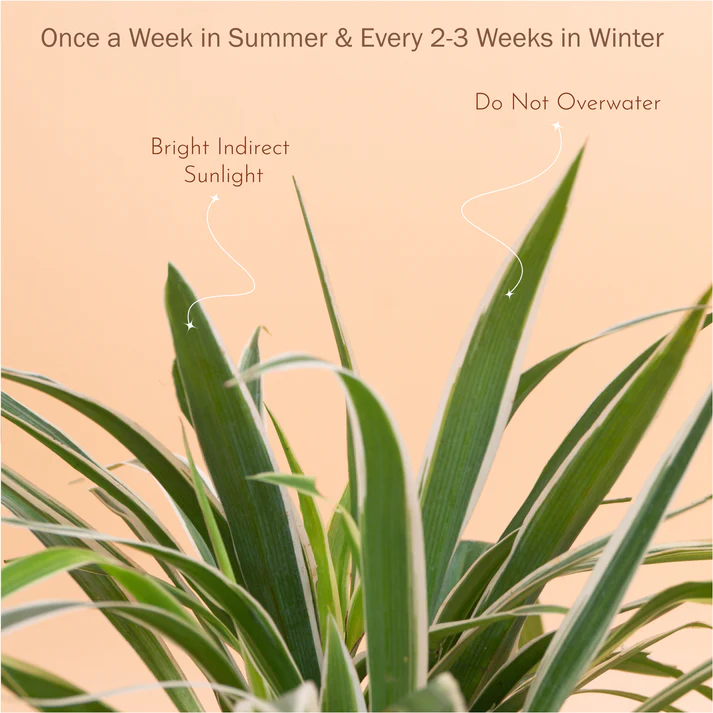 Once a Week in Summer & Every 2-3 Weeks in Winter
Do Not Overwater
Bright Indirect
Sunlight